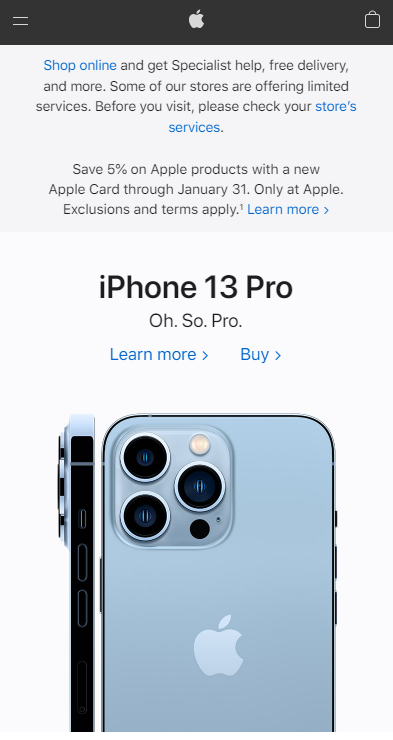 Shop online and get Specialist help, free delivery,
and more. Some of our stores are offering limited
services. Before you visit, please check your store's
services.
Save 5% on Apple products with a new
Apple Card through January 31. Only at Apple.
Exclusions and terms apply.¹ Learn more >
iPhone 13 Pro
Oh. So. Pro.
Learn more > Buy >